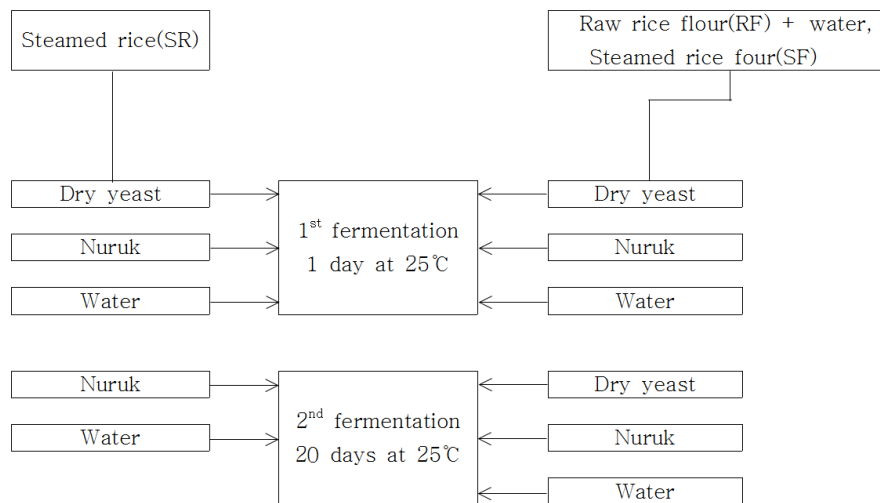 Steamed rice(SR)
Raw rice flour(RF) + water,
Steamed rice four(SF)
Dry yeast
Nuruk
Water
1st fermentation
1 day at 25℃
Dry yeast
Nuruk
Water
Nuruk
Water
2nd fermentation
20 days at 25℃
Dry yeast
Nuruk
Water